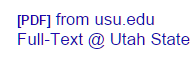 [PDF] from usu.edu
Full-Text @ Utah State